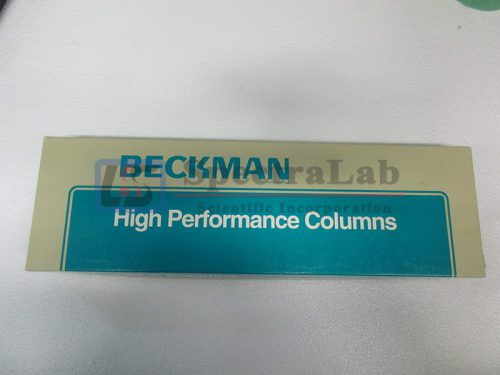 BECKMAN
SpectraLab
Scientific Incorporation
High Performance Columns